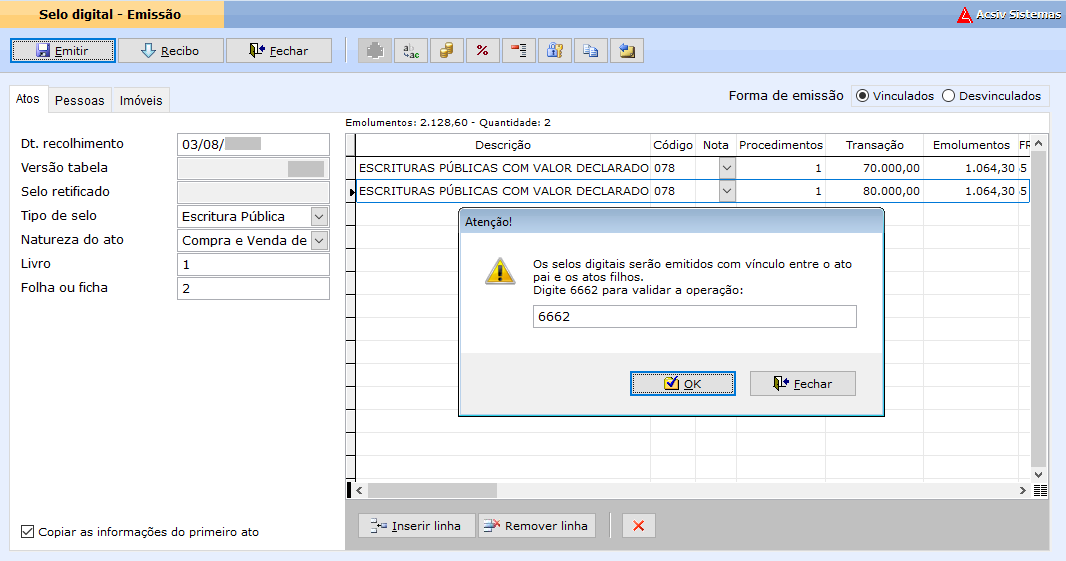 Selo digital - Emissão
Acsiv Sistemas
Emitir
Recibo
Fechar
Atos
Pessoas
Imóveis
Forma de emissão
Vinculados
Desvinculados
Dt. recolhimento
03/08/
Versão tabela
Selo retificado
Tipo de selo
Escritura Pública
Natureza do ato
Compra e Venda de
Livro
1
Folha ou ficha
2
Copiar as informações do primeiro ato
Emolumentos: 2.128,60 - Quantidade: 2
Descrição Código Nota Procedimentos Transação Emolumentos FR
ESCRITURAS PÚBLICAS COM VALOR DECLARADO 078 1 70.000,00 1.064,30 5
ESCRITURAS PÚBLICAS COM VALOR DECLARADO 078 1 80.000,00 1.064,30 5
Atenção!
Os selos digitais serão emitidos com vínculo entre o ato
pai e os atos filhos.
Digite 6662 para validar a operação:
6662
OK
Fechar
Inserir linha
Remover linha